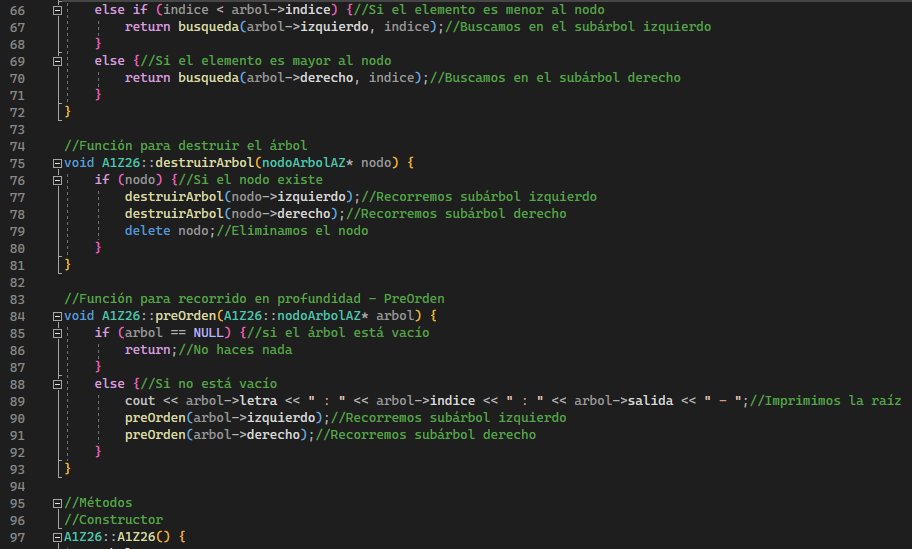 66 else if (indice < arbol->indice) {//Si el elemento es menor al nodo
67 return busqueda(arbol->izquierdo, indice);//Buscamos en el subárbol izquierdo
68 }
69 else {//Si el elemento es mayor al nodo
70 return busqueda(arbol->derecho, indice);//Buscamos en el subárbol derecho
71 }
72 }
73
74 //Función para destruir el árbol
75 void A1Z26::destruirArbol(nodoArbolAZ* nodo) {
76 if (nodo) {//Si el nodo existe
77 destruirArbol(nodo->izquierdo);//Recorremos subárbol izquierdo
78 destruirArbol(nodo->derecho);//Recorremos subárbol derecho
79 delete nodo;//Eliminamos el nodo
80 }
81 }
82
83 //Función para recorrido en profundidad - PreOrden
84 void A1Z26::preOrden(A1Z26::nodoArbolAZ* arbol) {
85 if (arbol == NULL) {//si el árbol está vacío
86 return;//No haces nada
87 }
88 else {//Si no está vacío
89 cout << arbol->letra << " : " << arbol->indice << " : " << arbol->salida << " - ";//Imprimimos la raíz
90 preOrden(arbol->izquierdo);//Recorremos subárbol izquierdo
91 preOrden(arbol->derecho);//Recorremos subárbol derecho
92 }
93 }
94
95 //Métodos
96 //Constructor
97 A1Z26::A1Z26() {